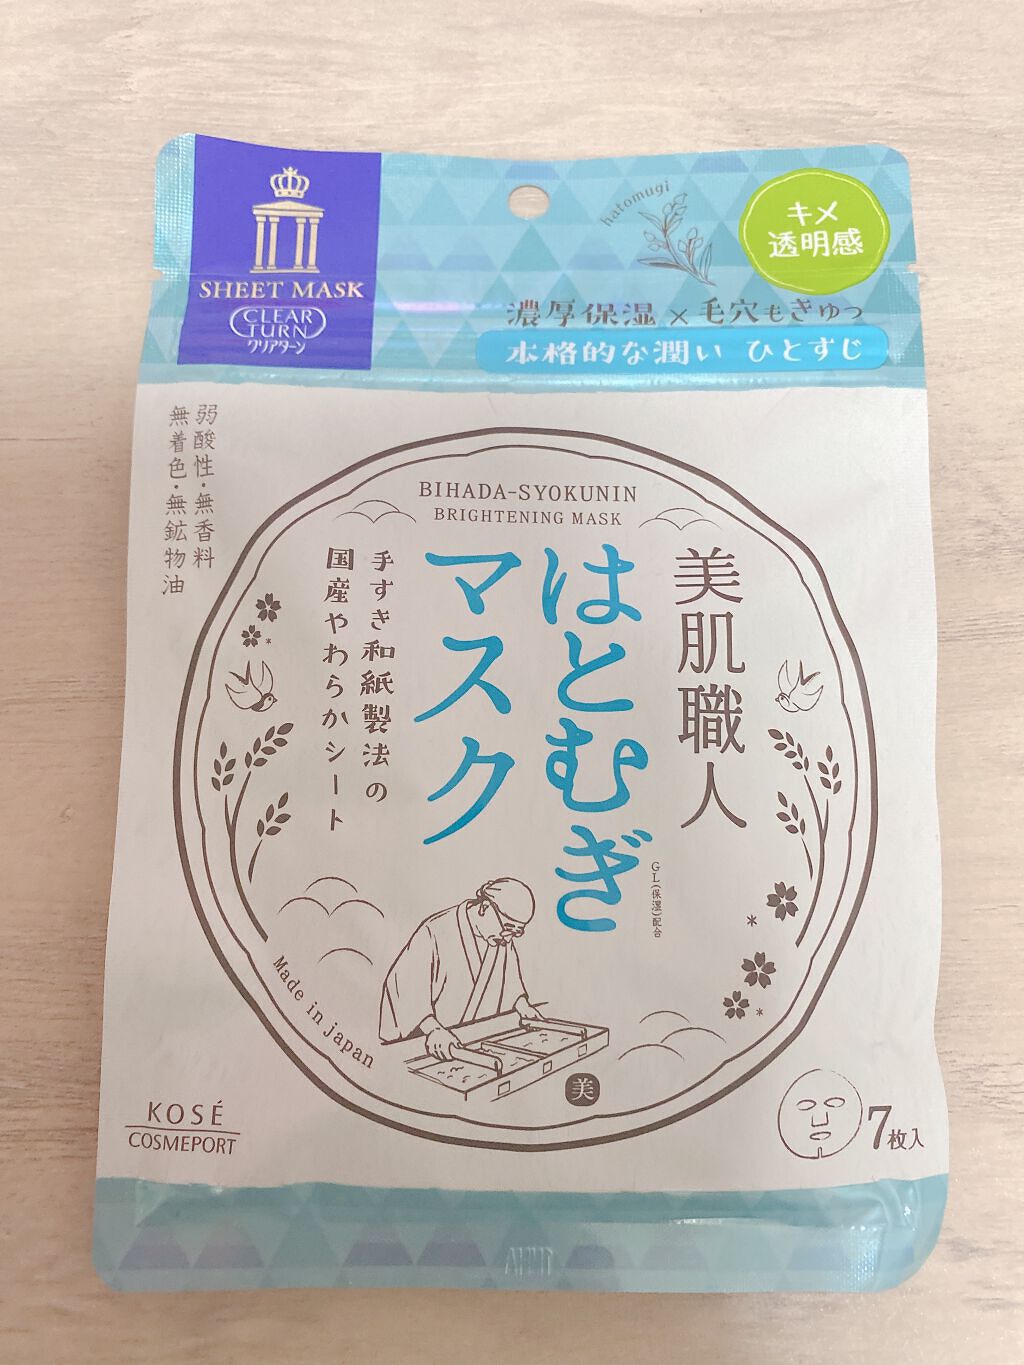 SHEET MASK
CLEAR
TURN
クリアターン
hatomugi
キメ
透明感
濃厚保湿×毛穴もきゅっ
本格的な潤い ひとすじ
弱酸性・無香料
無着色・無鉱物油
BIHADA-SYOKUNIN
BRIGHTENING MASK
美肌職人
はとむぎ
マスク
GL(保湿)配合
手すき和紙製法の
国産やわらかシート
Made in japan
美
KOSÉ
COSMEPORT
7枚入